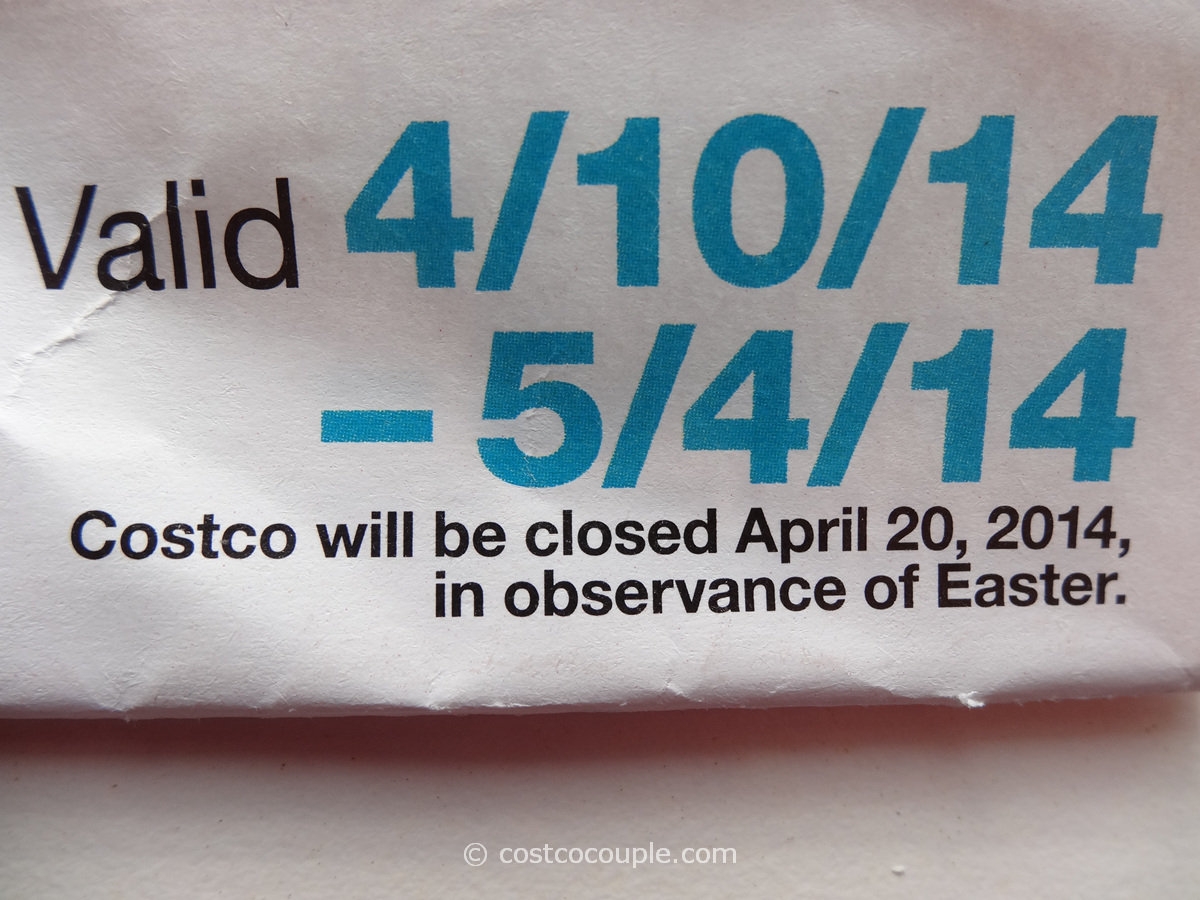 Valid 4/10/14
– 5/4/14
Costco will be closed April 20, 2014,
in observance of Easter.
© costcocouple.com